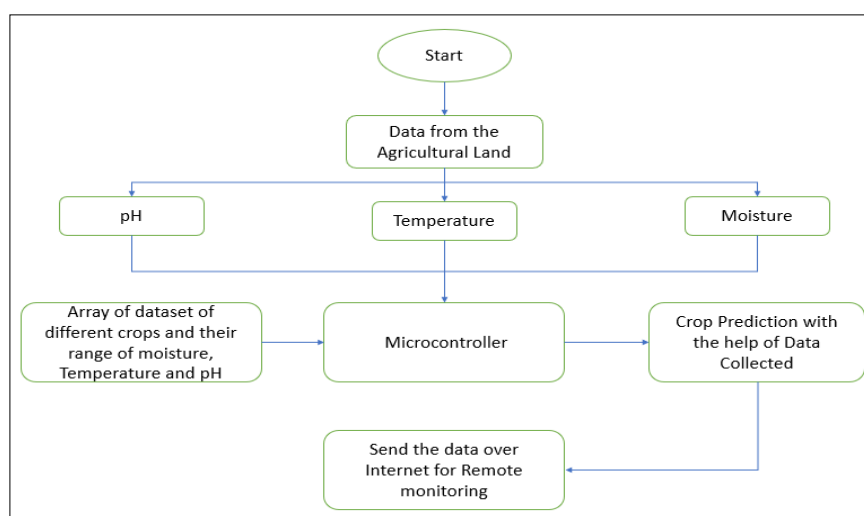 Start
Data from the
Agricultural Land
pH
Temperature
Moisture
Array of dataset of
different crops and their
range of moisture,
Temperature and pH
Microcontroller
Crop Prediction with
the help of Data
Collected
Send the data over
Internet for Remote
monitoring